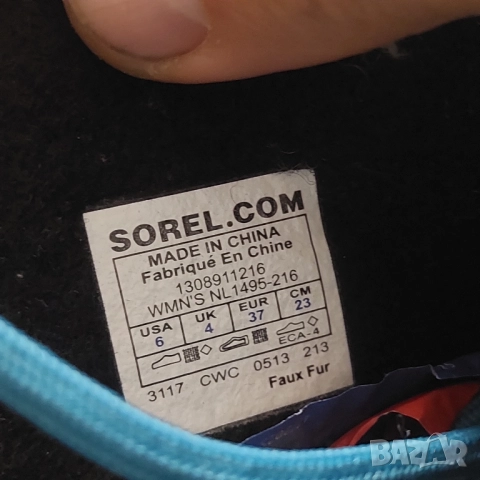 SOREL.COM
MADE IN CHINA
Fabriqué En Chine
1308911216
WMN'S NL1495-216
USA UK EUR CM
6 4 37 23
ECA-4
3117 CWC 0513 213
Faux Fur
BAZAR